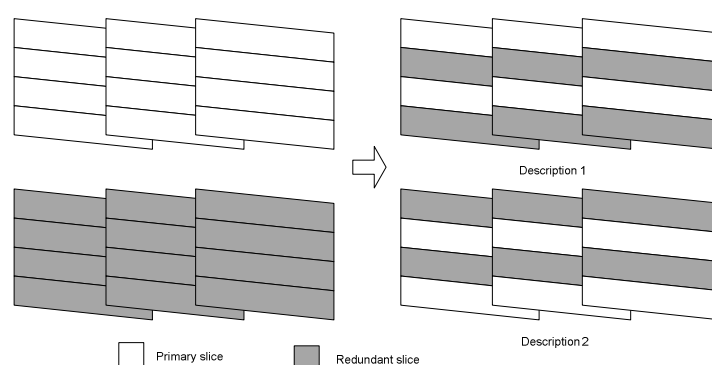 Description 1
Description 2
Primary slice
Redundant slice